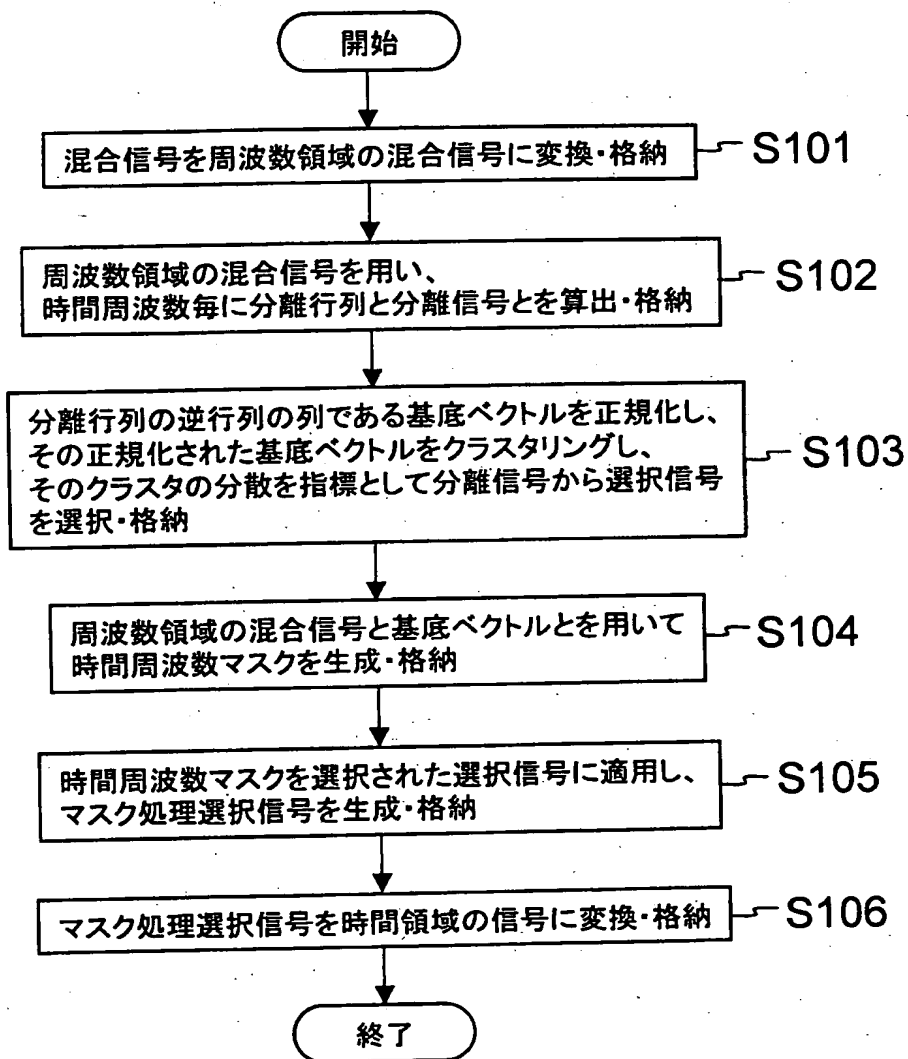 開始
混合信号を周波数領域の混合信号に変換・格納
S101
周波数領域の混合信号を用い、
時間周波数毎に分離行列と分離信号とを算出・格納
S102
分離行列の逆行列の列である基底ベクトルを正規化し、
その正規化された基底ベクトルをクラスタリングし、
そのクラスタの分散を指標として分離信号から選択信号
を選択・格納
S103
周波数領域の混合信号と基底ベクトルとを用いて
時間周波数マスクを生成・格納
S104
時間周波数マスクを選択された選択信号に適用し、
マスク処理選択信号を生成・格納
S105
マスク処理選択信号を時間領域の信号に変換・格納
S106
終了